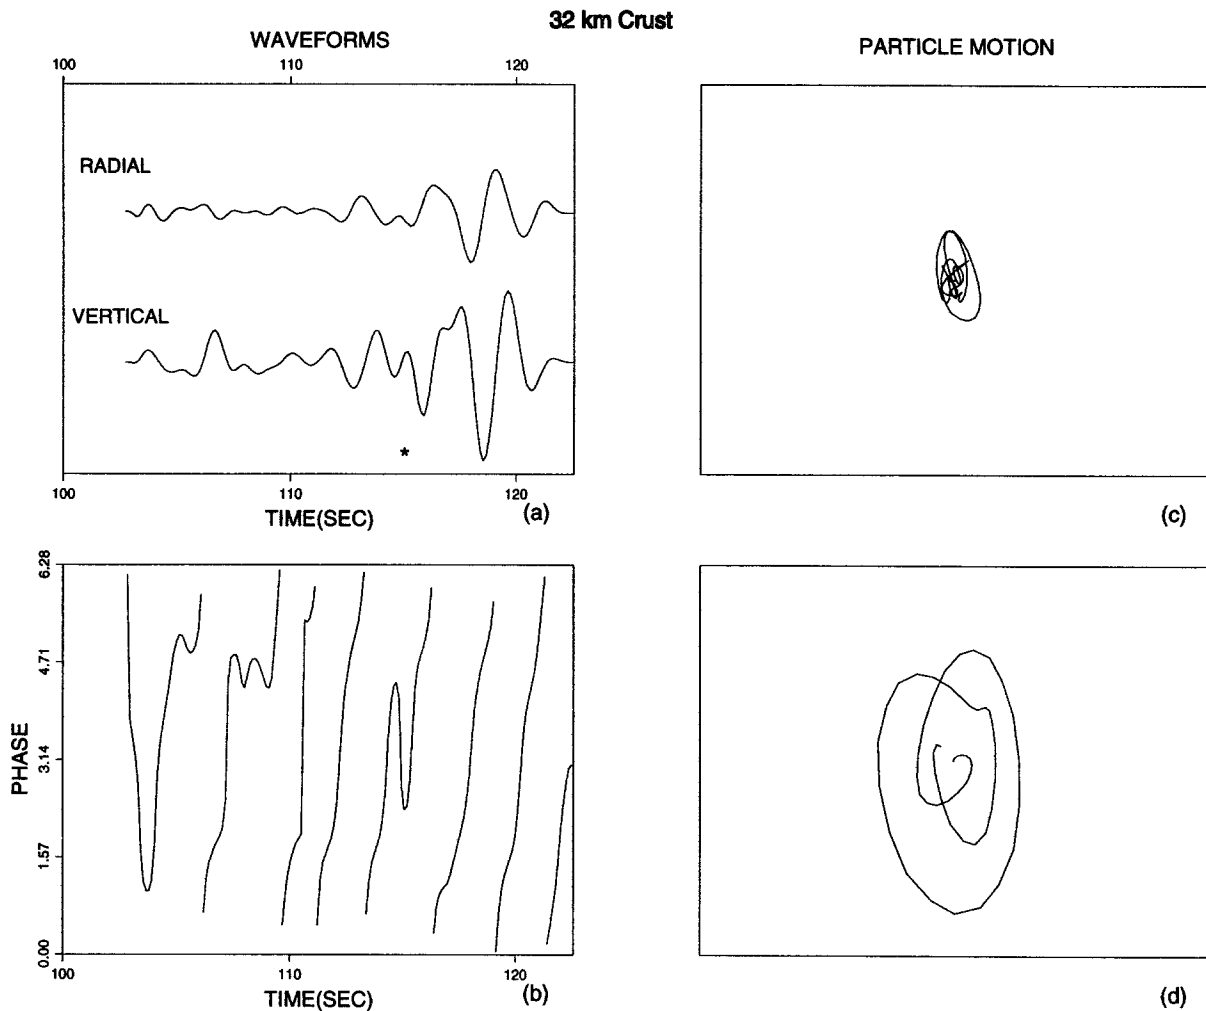 32 km Crust
WAVEFORMS
PARTICLE MOTION
100 110 120
RADIAL
VERTICAL
*
100 110 120
TIME(SEC)
(a)
(c)
6.28
4.71
3.14
1.57
0.00
PHASE
100 110 120
TIME(SEC)
(b)
(d)